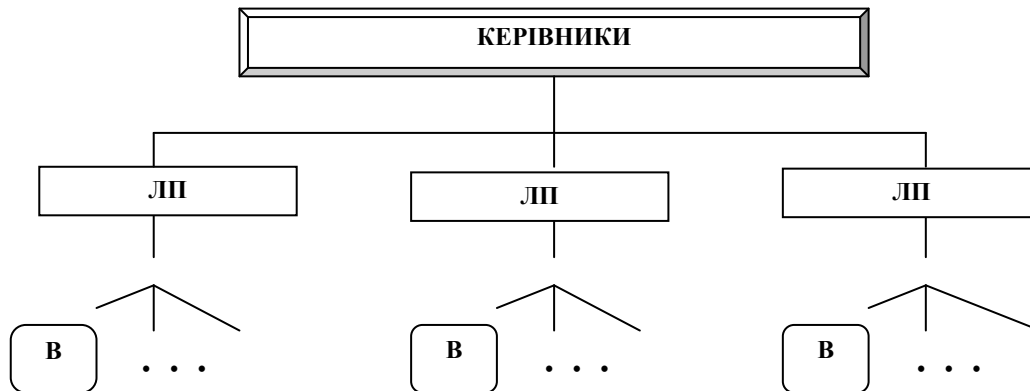 КЕРІВНИКИ
ЛП ЛП ЛП
В . . . В . . . В . . .